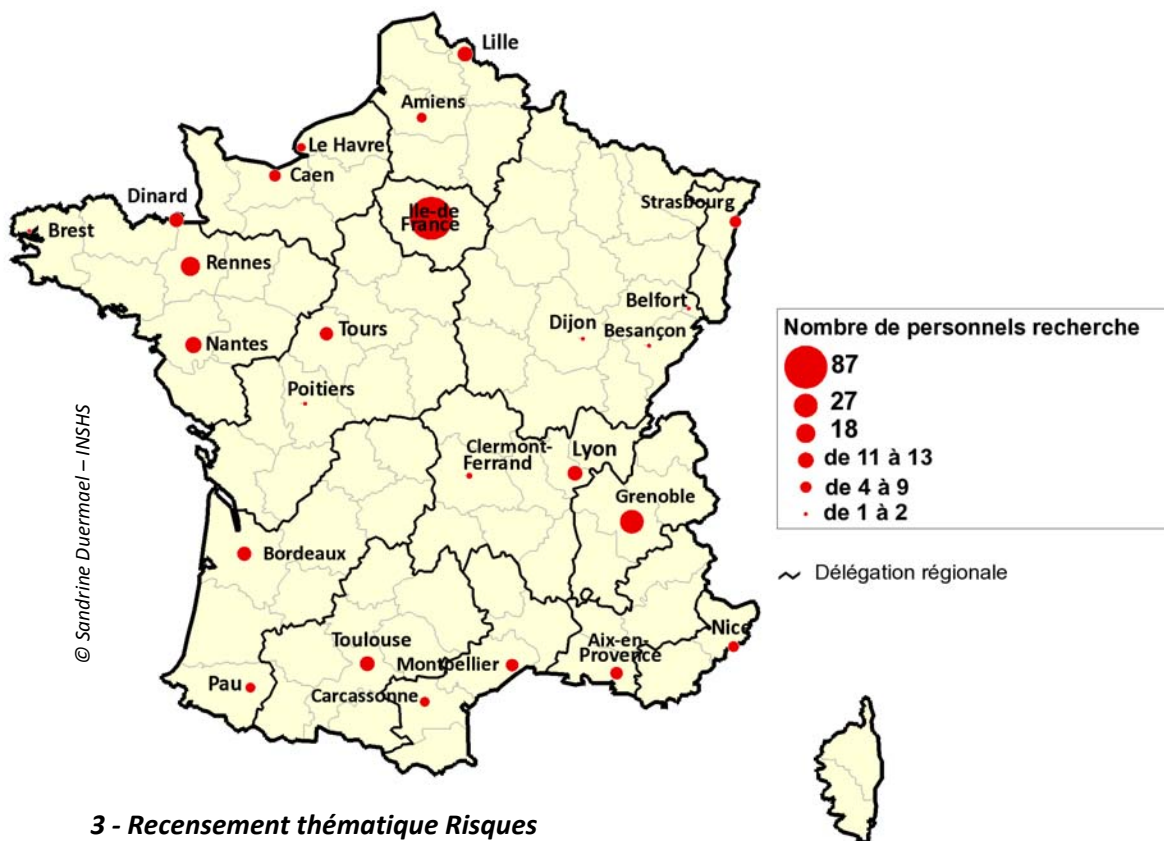 Lille
Amiens
Le Havre
Caen
Dinard
Ile-de
France
Strasbourg
Brest
Rennes
Belfort
Dijon
Besançon
Tours
Nantes
Poitiers
Clermont-
Ferrand
Lyon
Grenoble
Bordeaux
Toulouse
Montpellier
Aix-en-
Provence
Nice
Pau
Carcassonne
Nombre de personnels recherche
87
27
18
de 11 à 13
de 4 à 9
de 1 à 2
Délégation régionale
© Sandrine Duermael – INSHS
3 - Recensement thématique Risques